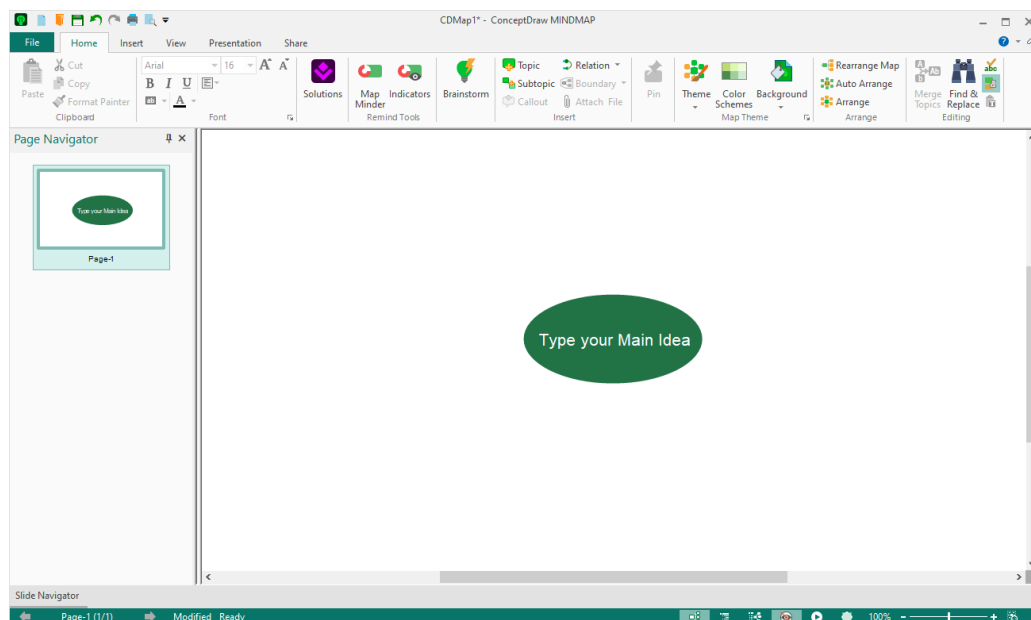 CDMap1* - ConceptDraw MINDMAP
File Home Insert View Presentation Share
Paste
Cut
Copy
Format Painter
Clipboard
Arial 16 A A
B I U
ab A
Font
Solutions
Map Minder
Indicators
Remind Tools
Brainstorm
Topic Relation
Subtopic Boundary
Callout Attach File
Insert
Pin
Theme
Color Schemes
Background
Map Theme
Rearrange Map
Auto Arrange
Arrange
Arrange
Merge Topics
Find & Replace
abc
Editing
Page Navigator
Type your Main Idea
Page-1
Type your Main Idea
Slide Navigator
Page-1 (1/1) Modified Ready 100%